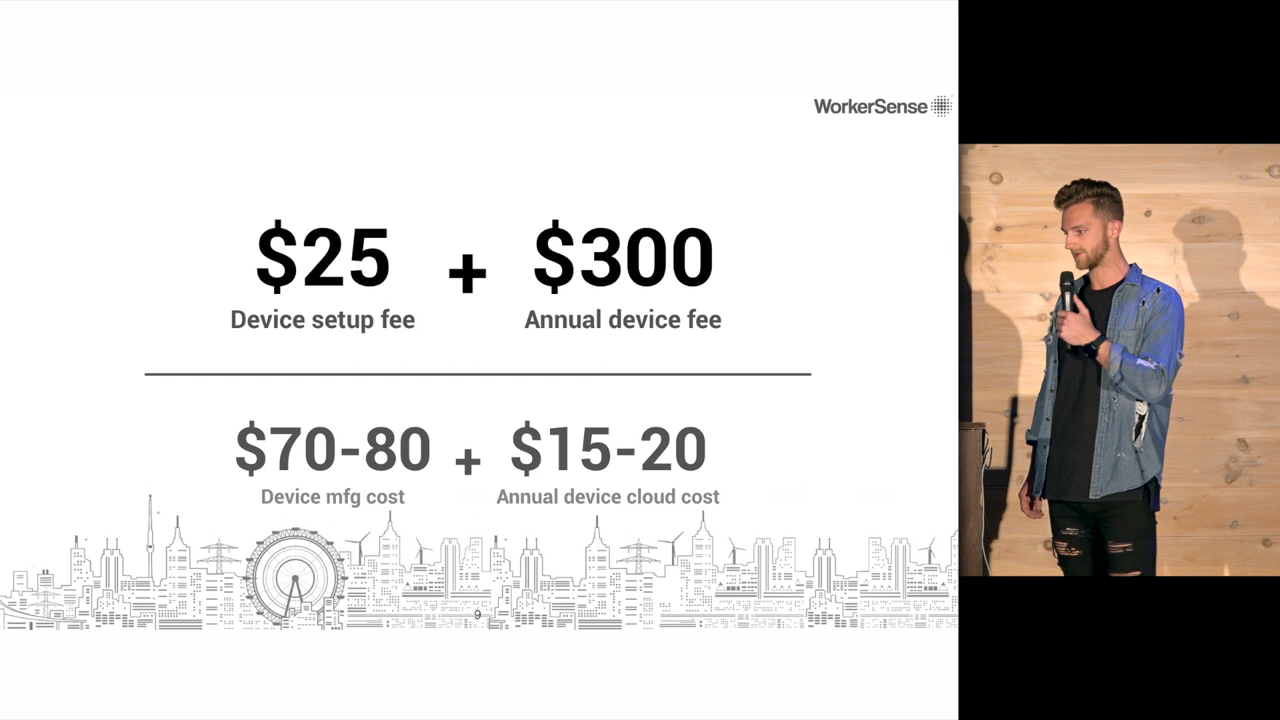 WorkerSense
$25 + $300
Device setup fee Annual device fee
$70-80 + $15-20
Device mfg cost Annual device cloud cost
9